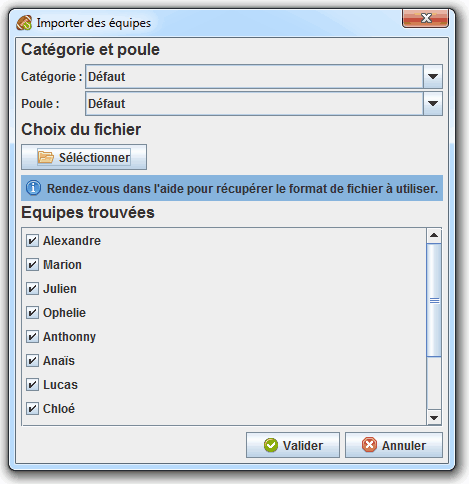 Importer des équipes
Catégorie et poule
Catégorie : Défaut
Poule : Défaut
Choix du fichier
Séléctionner
Rendez-vous dans l'aide pour récupérer le format de fichier à utiliser.
Equipes trouvées
Alexandre
Marion
Julien
Ophelie
Anthonny
Anaïs
Lucas
Chloé
Valider Annuler